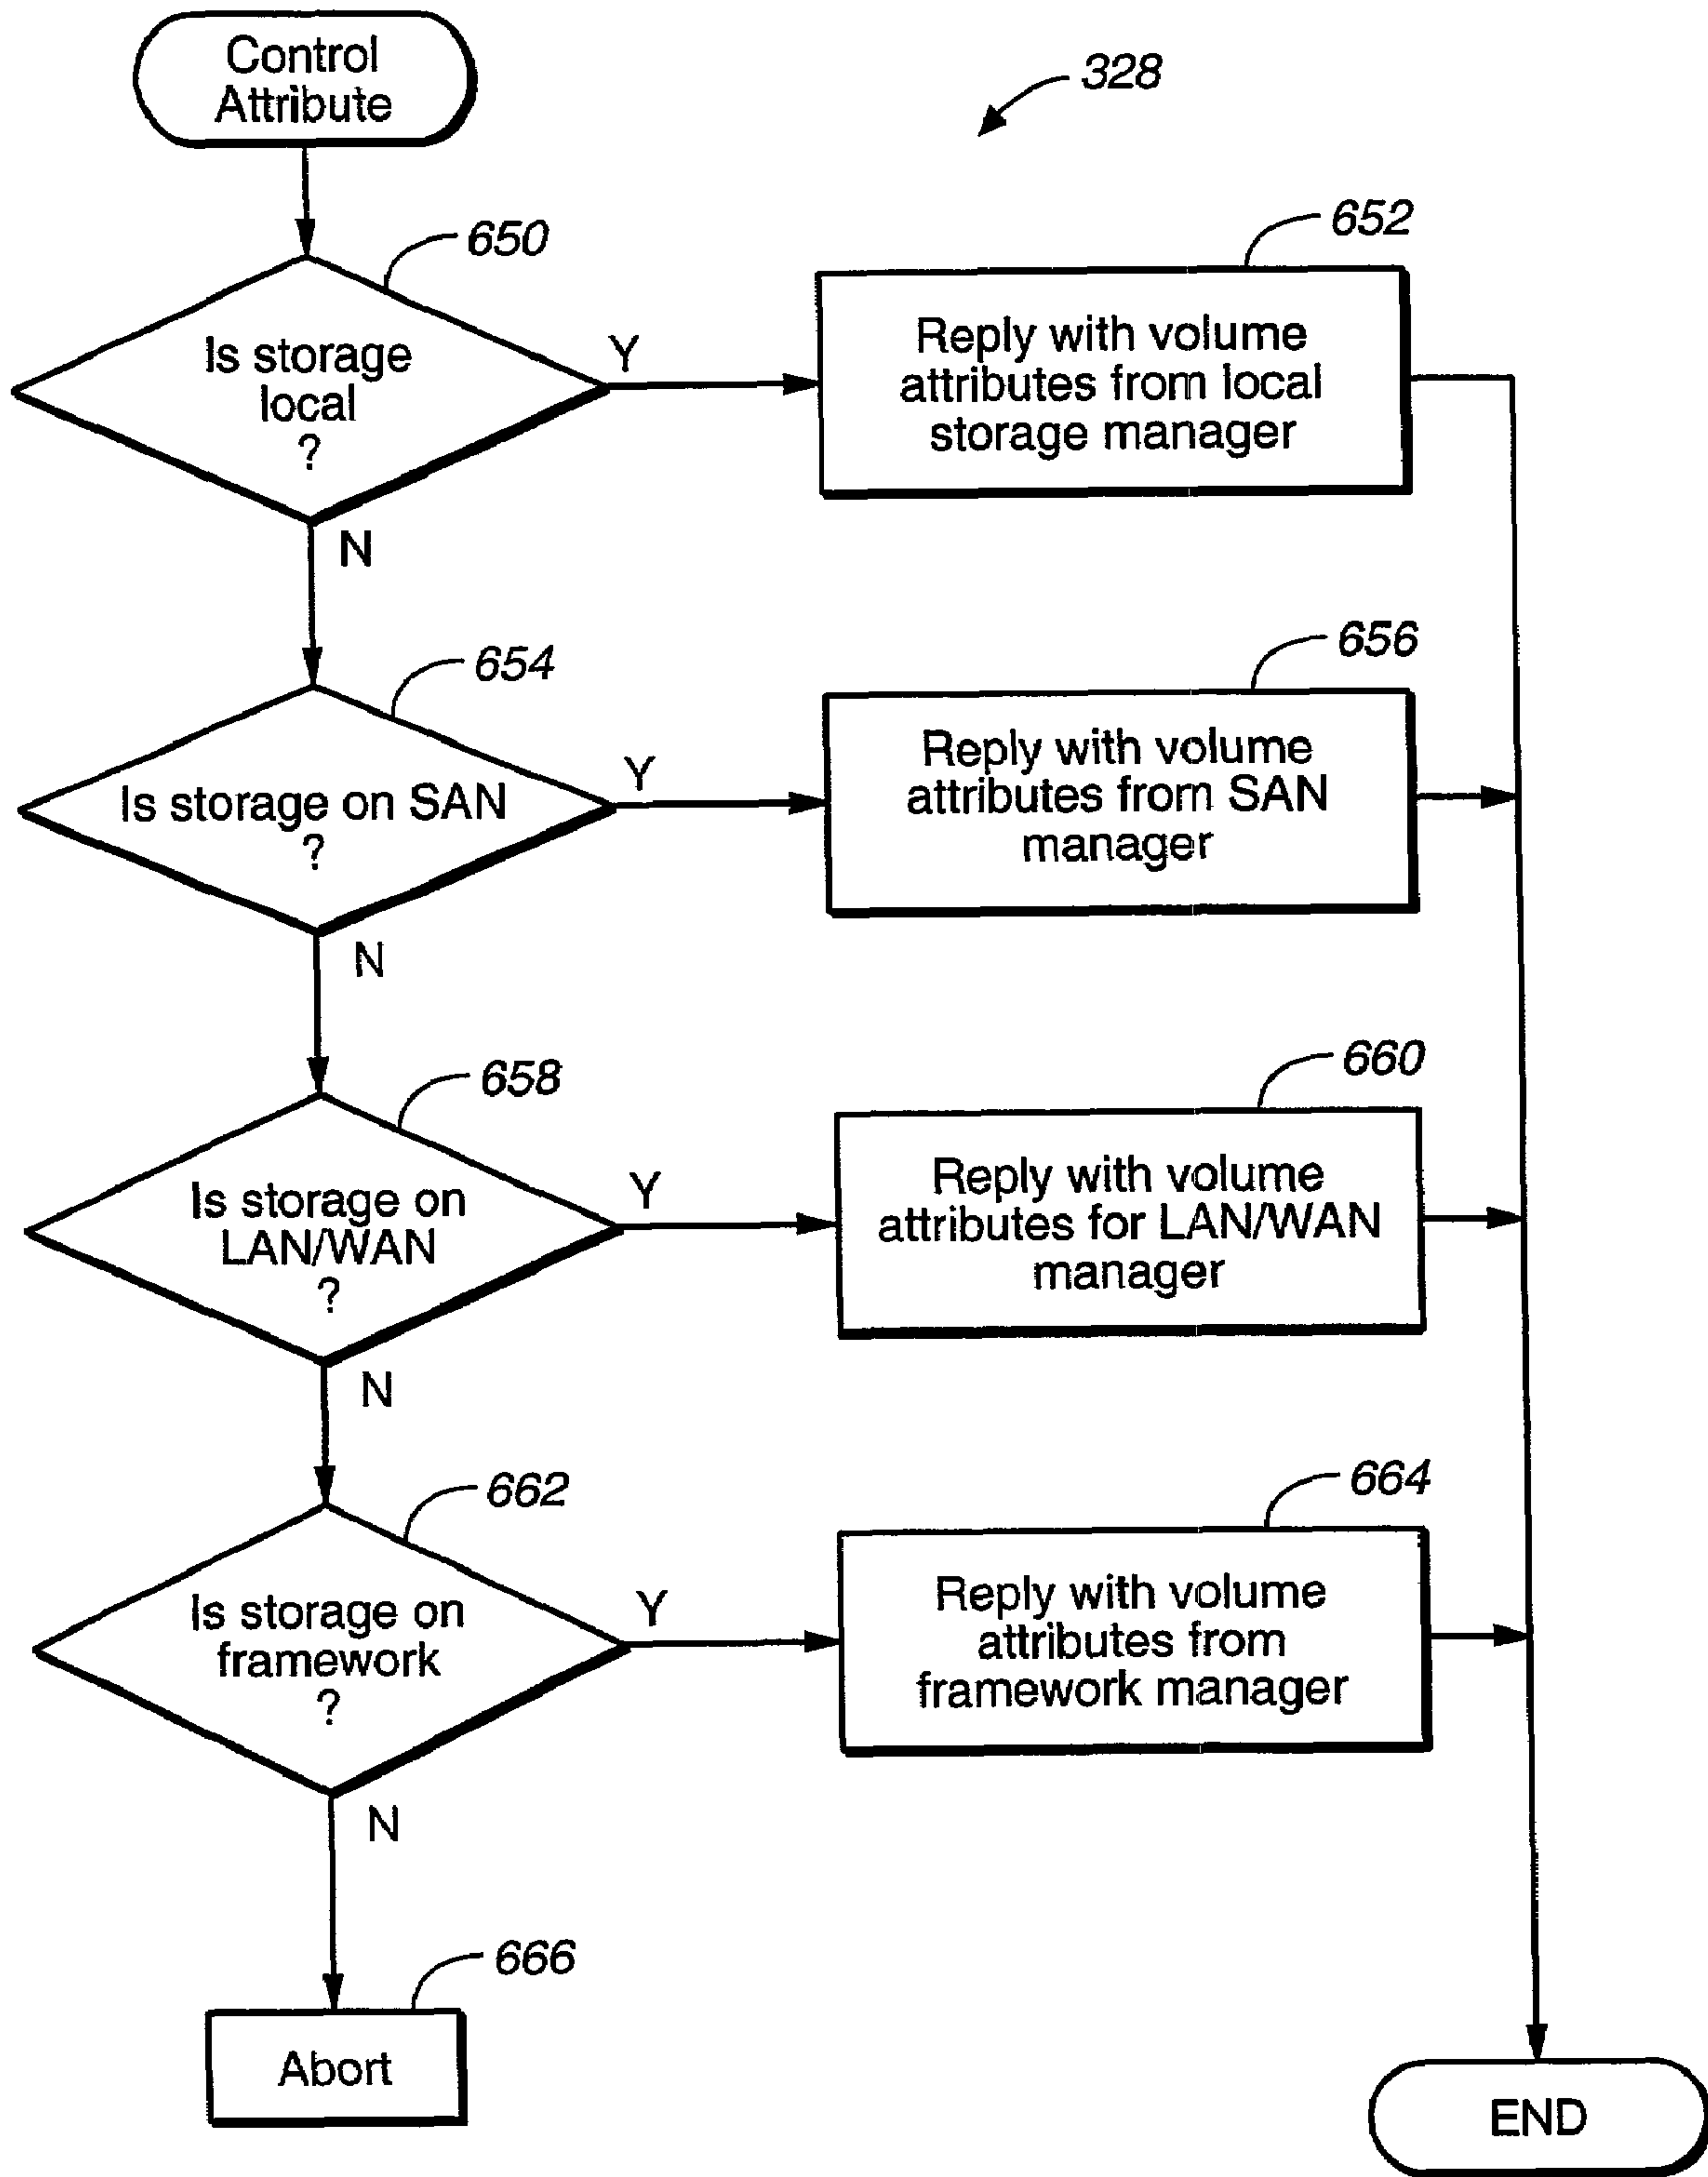 Control
Attribute
328
650
Is storage
local
?
Y
N
652
Reply with volume
attributes from local
storage manager
654
Is storage on SAN
?
Y
N
656
Reply with volume
attributes from SAN
manager
658
Is storage on
LAN/WAN
?
Y
N
660
Reply with volume
attributes for LAN/WAN
manager
662
Is storage on
framework
?
Y
N
664
Reply with volume
attributes from
framework manager
666
Abort
END